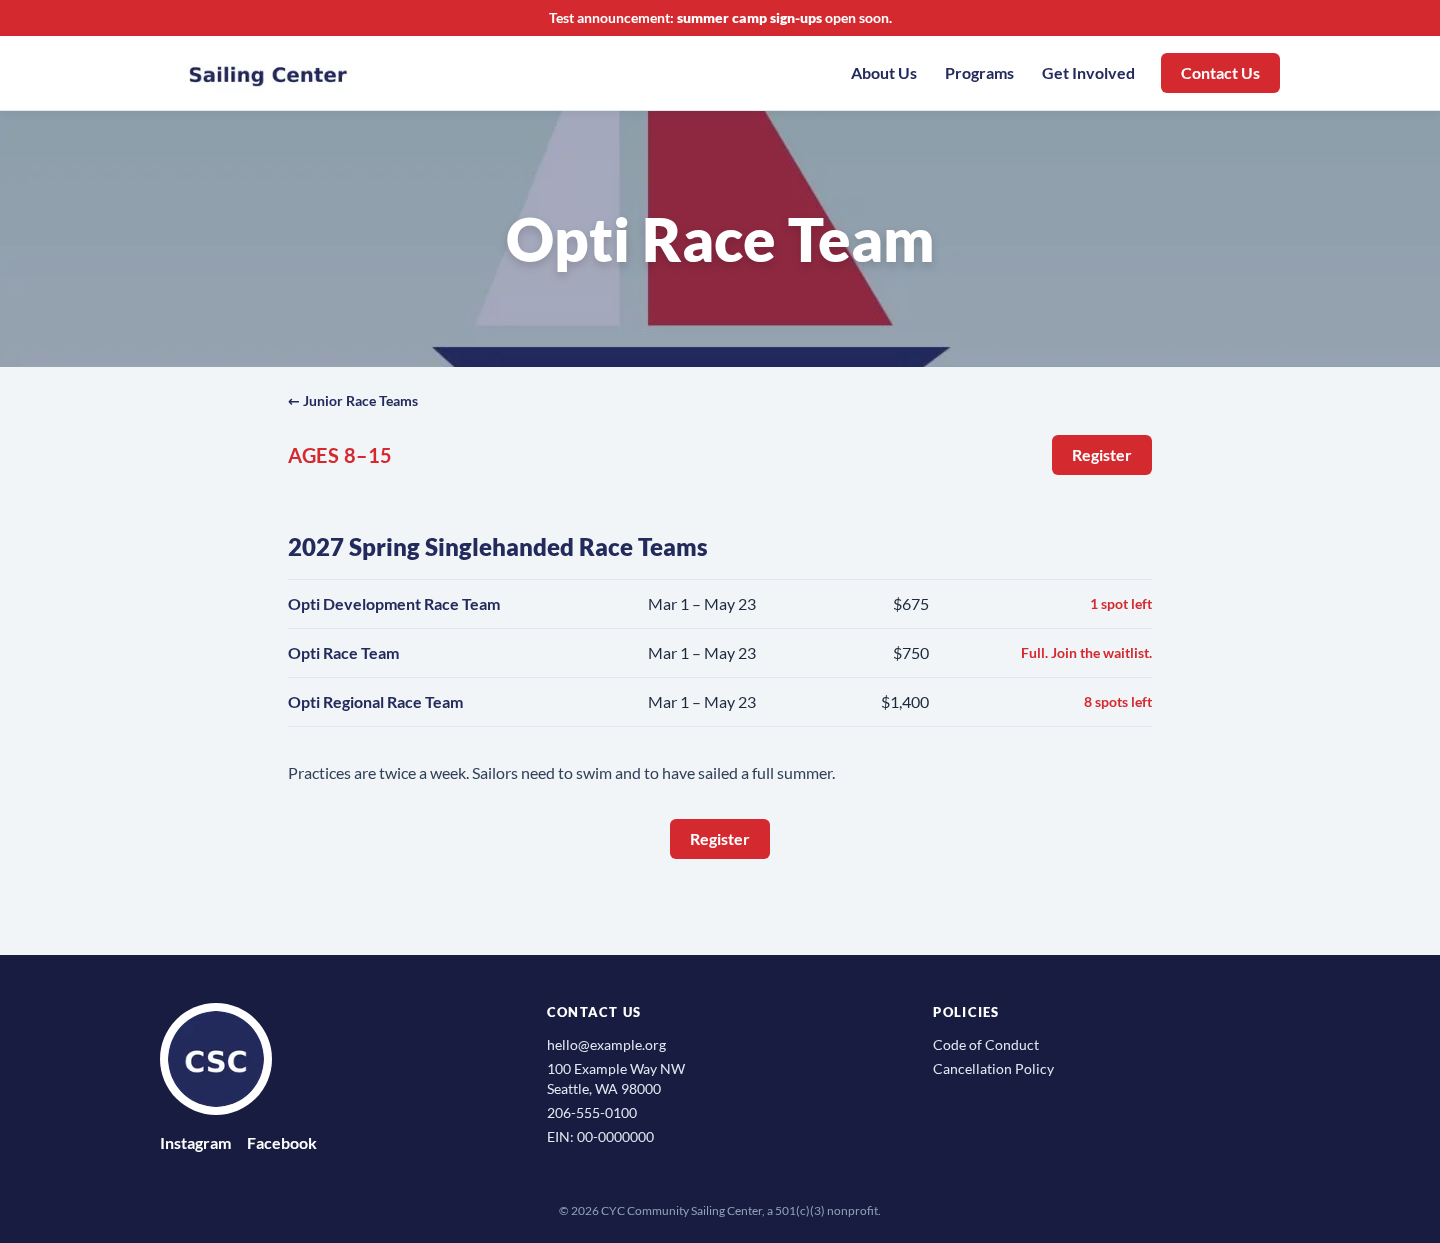 Test announcement: summer camp sign-ups open soon.
Sailing Center
About Us
Programs
Get Involved
Contact Us
Opti Race Team
← Junior Race Teams
AGES 8–15
Register
2027 Spring Singlehanded Race Teams
Opti Development Race Team Mar 1 – May 23 $675 1 spot left
Opti Race Team Mar 1 – May 23 $750 Full. Join the waitlist.
Opti Regional Race Team Mar 1 – May 23 $1,400 8 spots left
Practices are twice a week. Sailors need to swim and to have sailed a full summer.
Register
CSC
Instagram Facebook
CONTACT US
hello@example.org
100 Example Way NW
Seattle, WA 98000
206-555-0100
EIN: 00-0000000
POLICIES
Code of Conduct
Cancellation Policy
© 2026 CYC Community Sailing Center, a 501(c)(3) nonprofit.